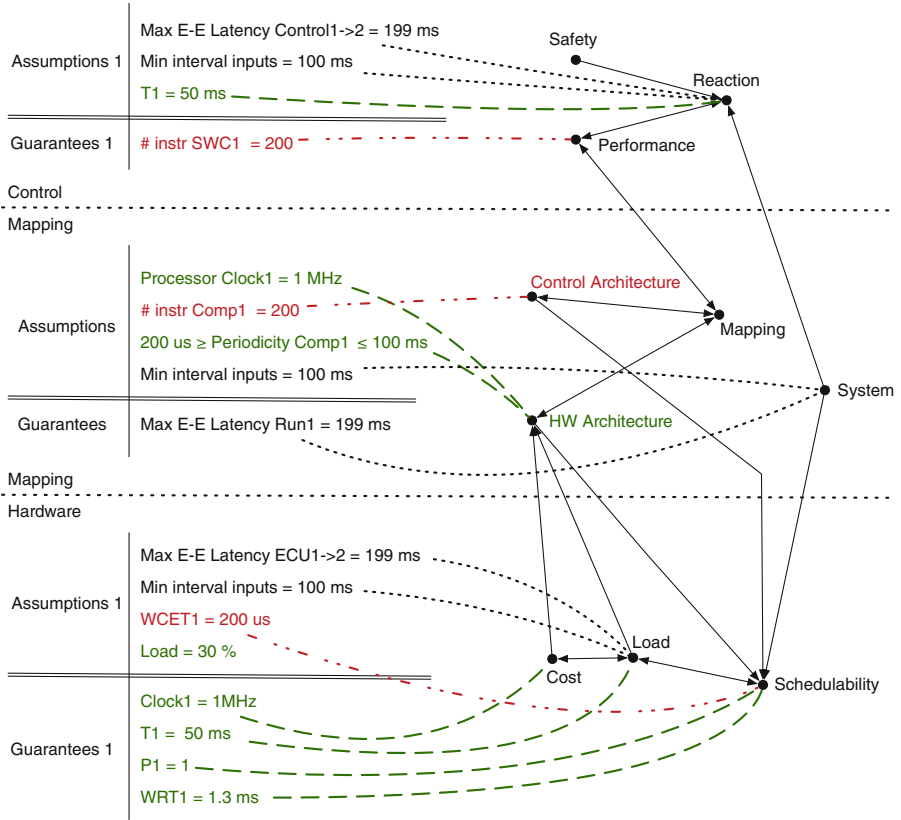 Max E-E Latency Control1->2 = 199 ms
Safety
Assumptions 1
Min interval inputs = 100 ms
Reaction
T1 = 50 ms
Guarantees 1
# instr SWC1 = 200
Performance
Control
Mapping
Processor Clock1 = 1 MHz
Control Architecture
# instr Comp1 = 200
Assumptions
Mapping
200 us ≥ Periodicity Comp1 ≤ 100 ms
Min interval inputs = 100 ms
System
Guarantees
Max E-E Latency Run1 = 199 ms
HW Architecture
Mapping
Hardware
Max E-E Latency ECU1->2 = 199 ms
Min interval inputs = 100 ms
Assumptions 1
WCET1 = 200 us
Load = 30 %
Load
Cost
Schedulability
Clock1 = 1MHz
T1 = 50 ms
Guarantees 1
P1 = 1
WRT1 = 1.3 ms